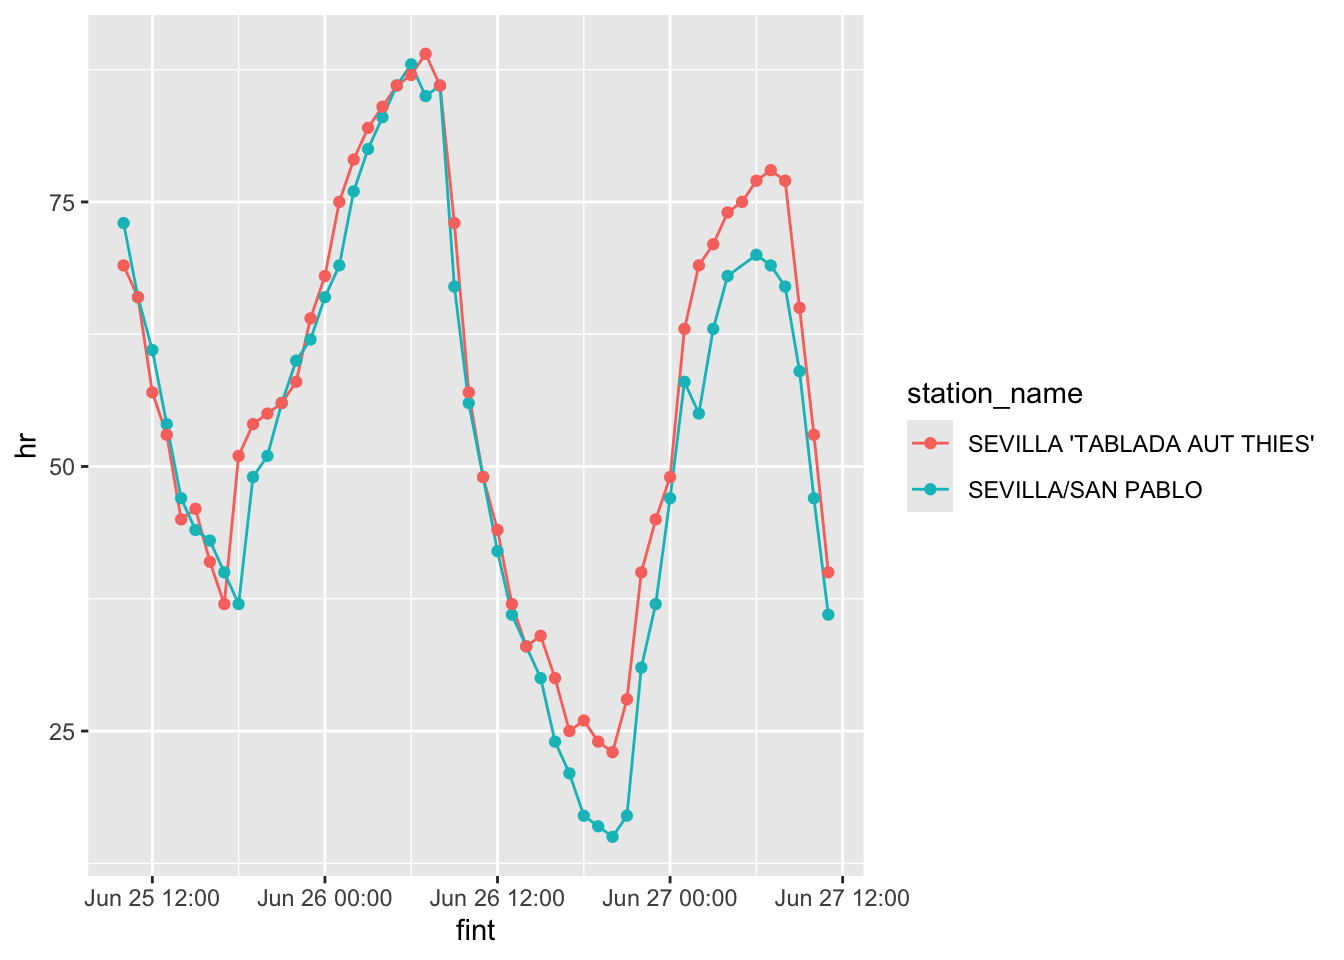 75
50
25
hr
Jun 25 12:00
Jun 26 00:00
Jun 26 12:00
Jun 27 00:00
Jun 27 12:00
fint
station_name
SEVILLA 'TABLADA AUT THIES'
SEVILLA/SAN PABLO